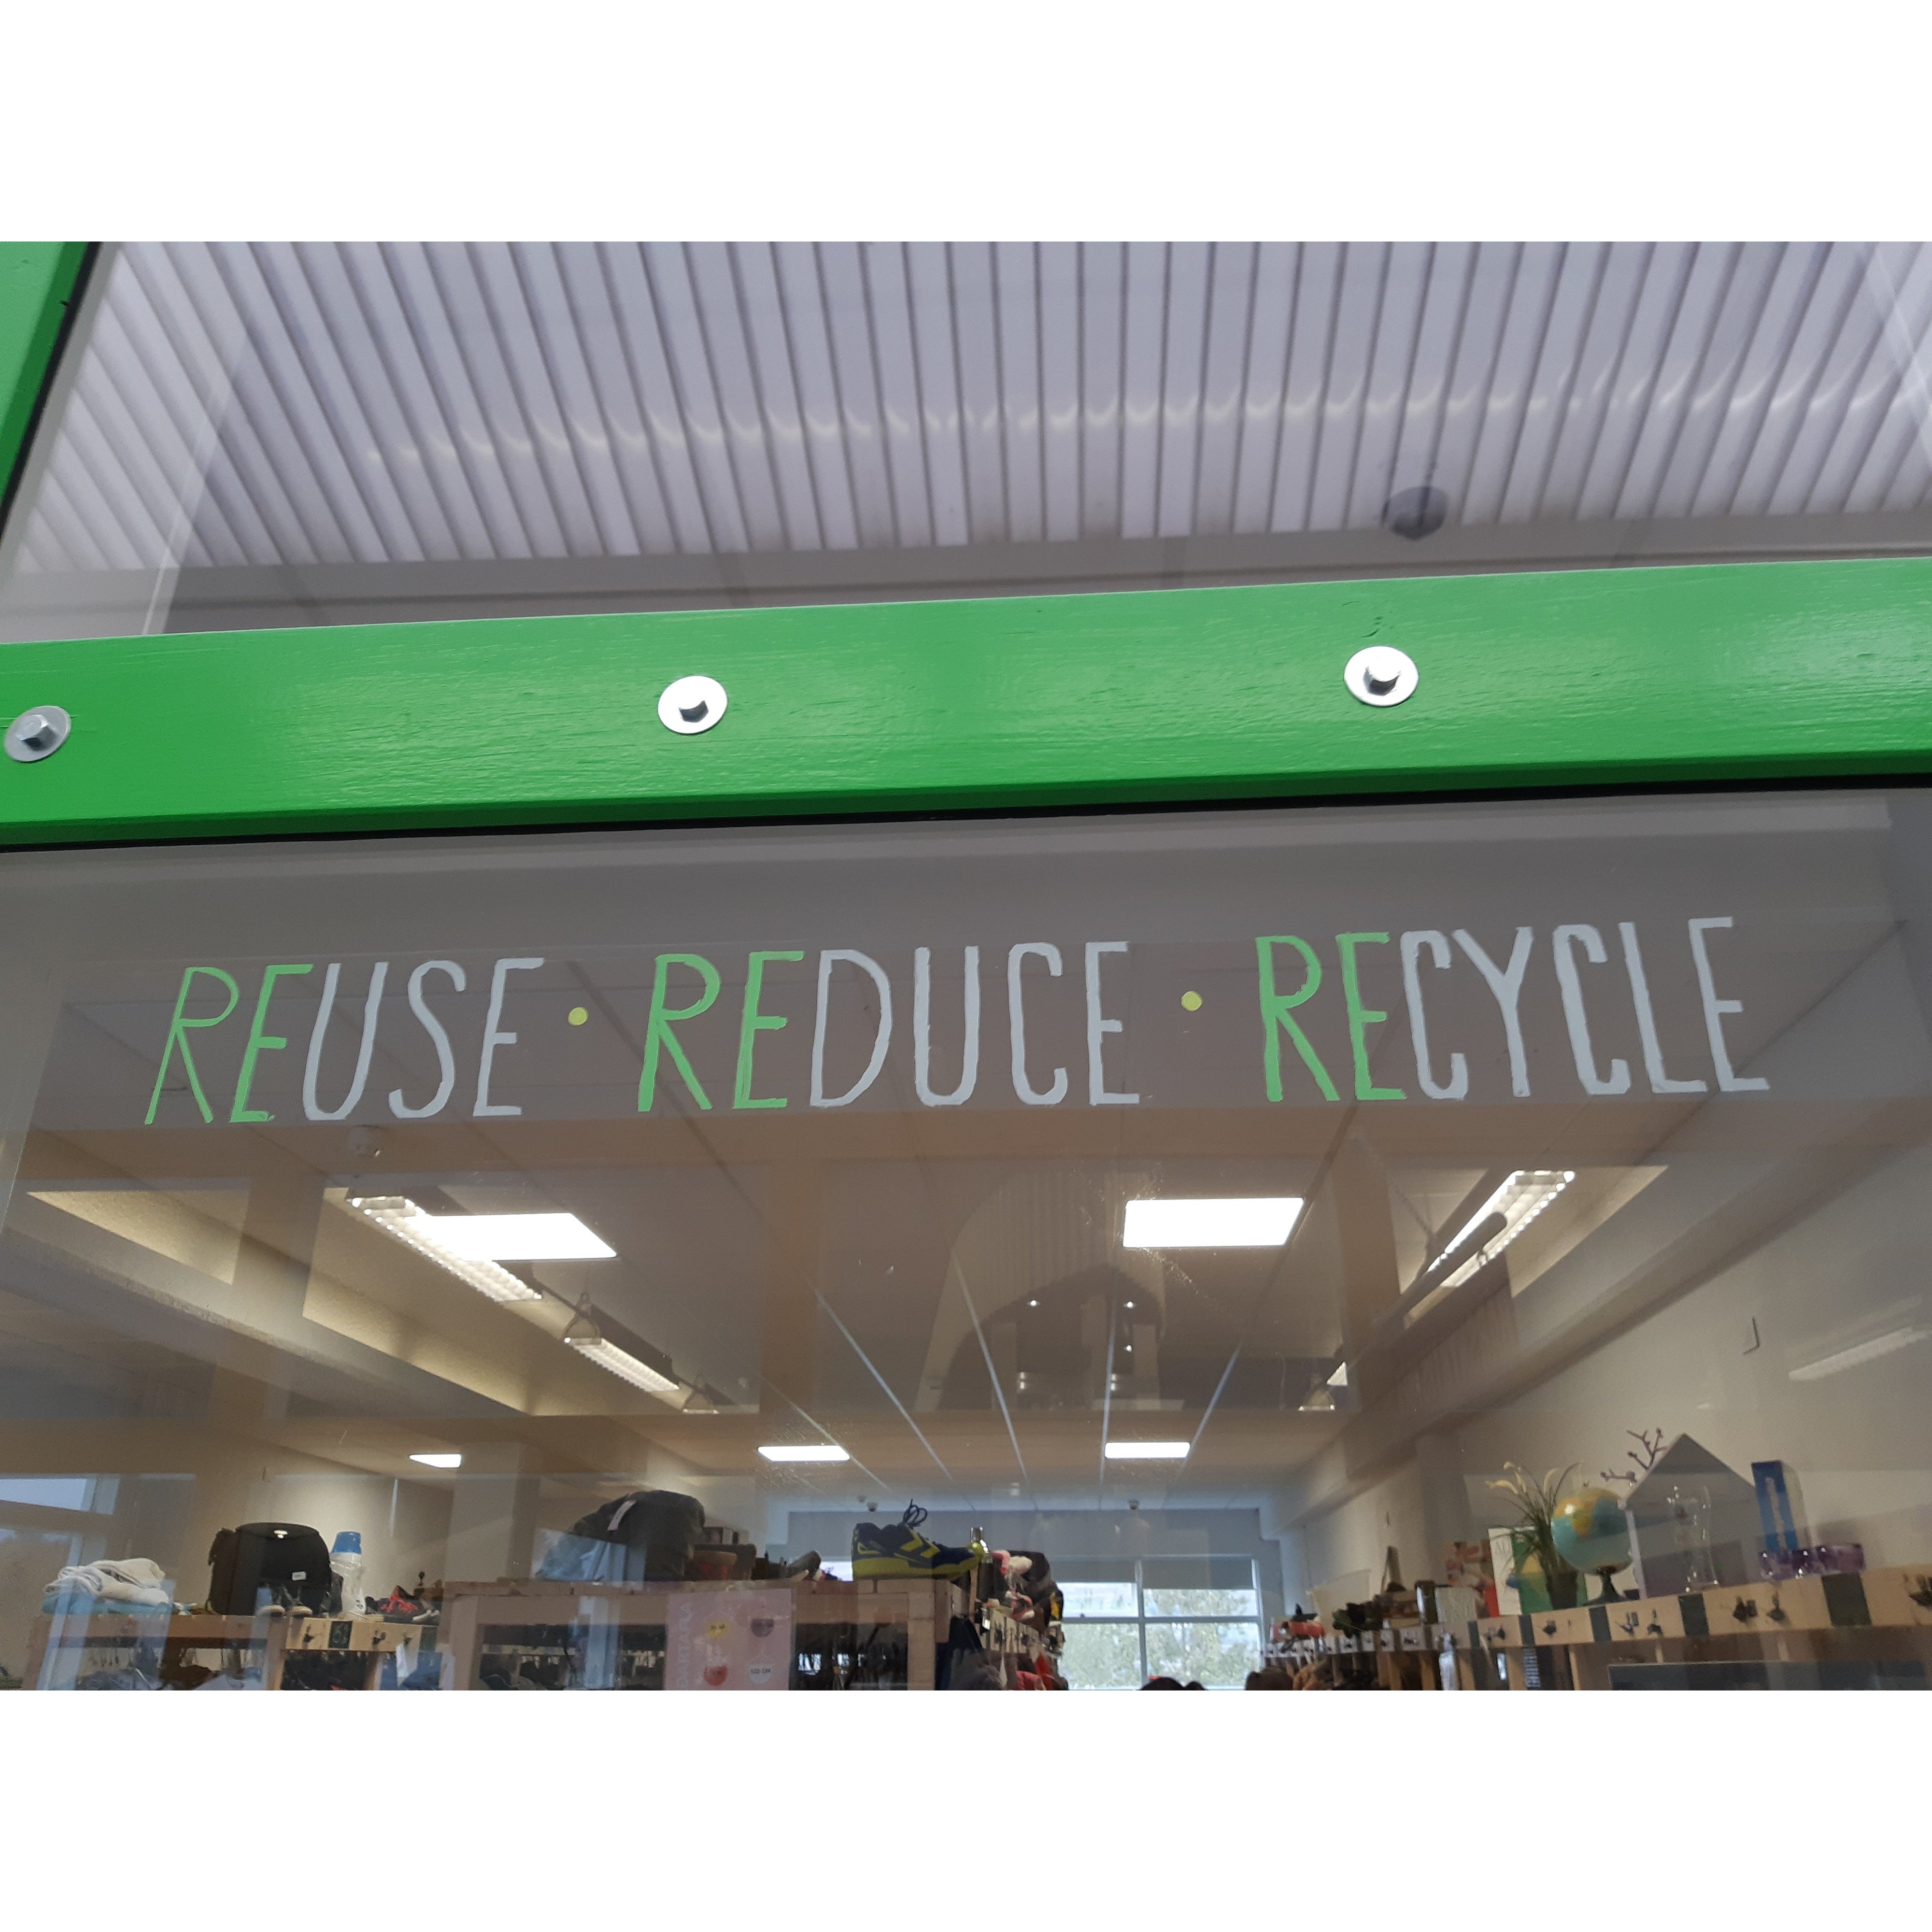 REUSE • REDUCE • RECYCLE